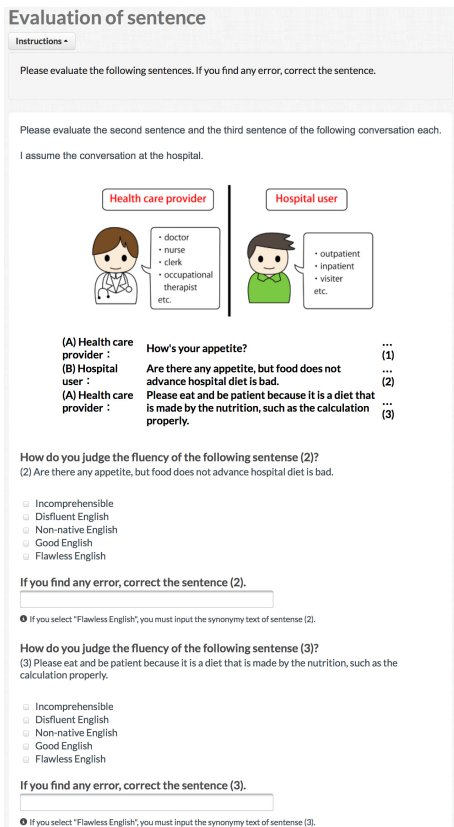 Evaluation of sentence
Instructions
Please evaluate the following sentences. If you find any error, correct the sentence.
Please evaluate the second sentence and the third sentence of the following conversation each.
I assume the conversation at the hospital.
Health care provider
Hospital user
• doctor
• nurse
• clerk
• occupational
therapist
etc.
• outpatient
• inpatient
• visiter
etc.
(A) Health care provider : How's your appetite? ... (1)
(B) Hospital user : Are there any appetite, but food does not advance hospital diet is bad. ... (2)
(A) Health care provider : Please eat and be patient because it is a diet that is made by the nutrition, such as the calculation properly. ... (3)
How do you judge the fluency of the following sentence (2)?
(2) Are there any appetite, but food does not advance hospital diet is bad.
Incomprehensible
Disfluent English
Non-native English
Good English
Flawless English
If you find any error, correct the sentence (2).
If you select "Flawless English", you must input the synonymy text of sentence (2).
How do you judge the fluency of the following sentence (3)?
(3) Please eat and be patient because it is a diet that is made by the nutrition, such as the
calculation properly.
Incomprehensible
Disfluent English
Non-native English
Good English
Flawless English
If you find any error, correct the sentence (3).
If you select "Flawless English", you must input the synonymy text of sentence (3).